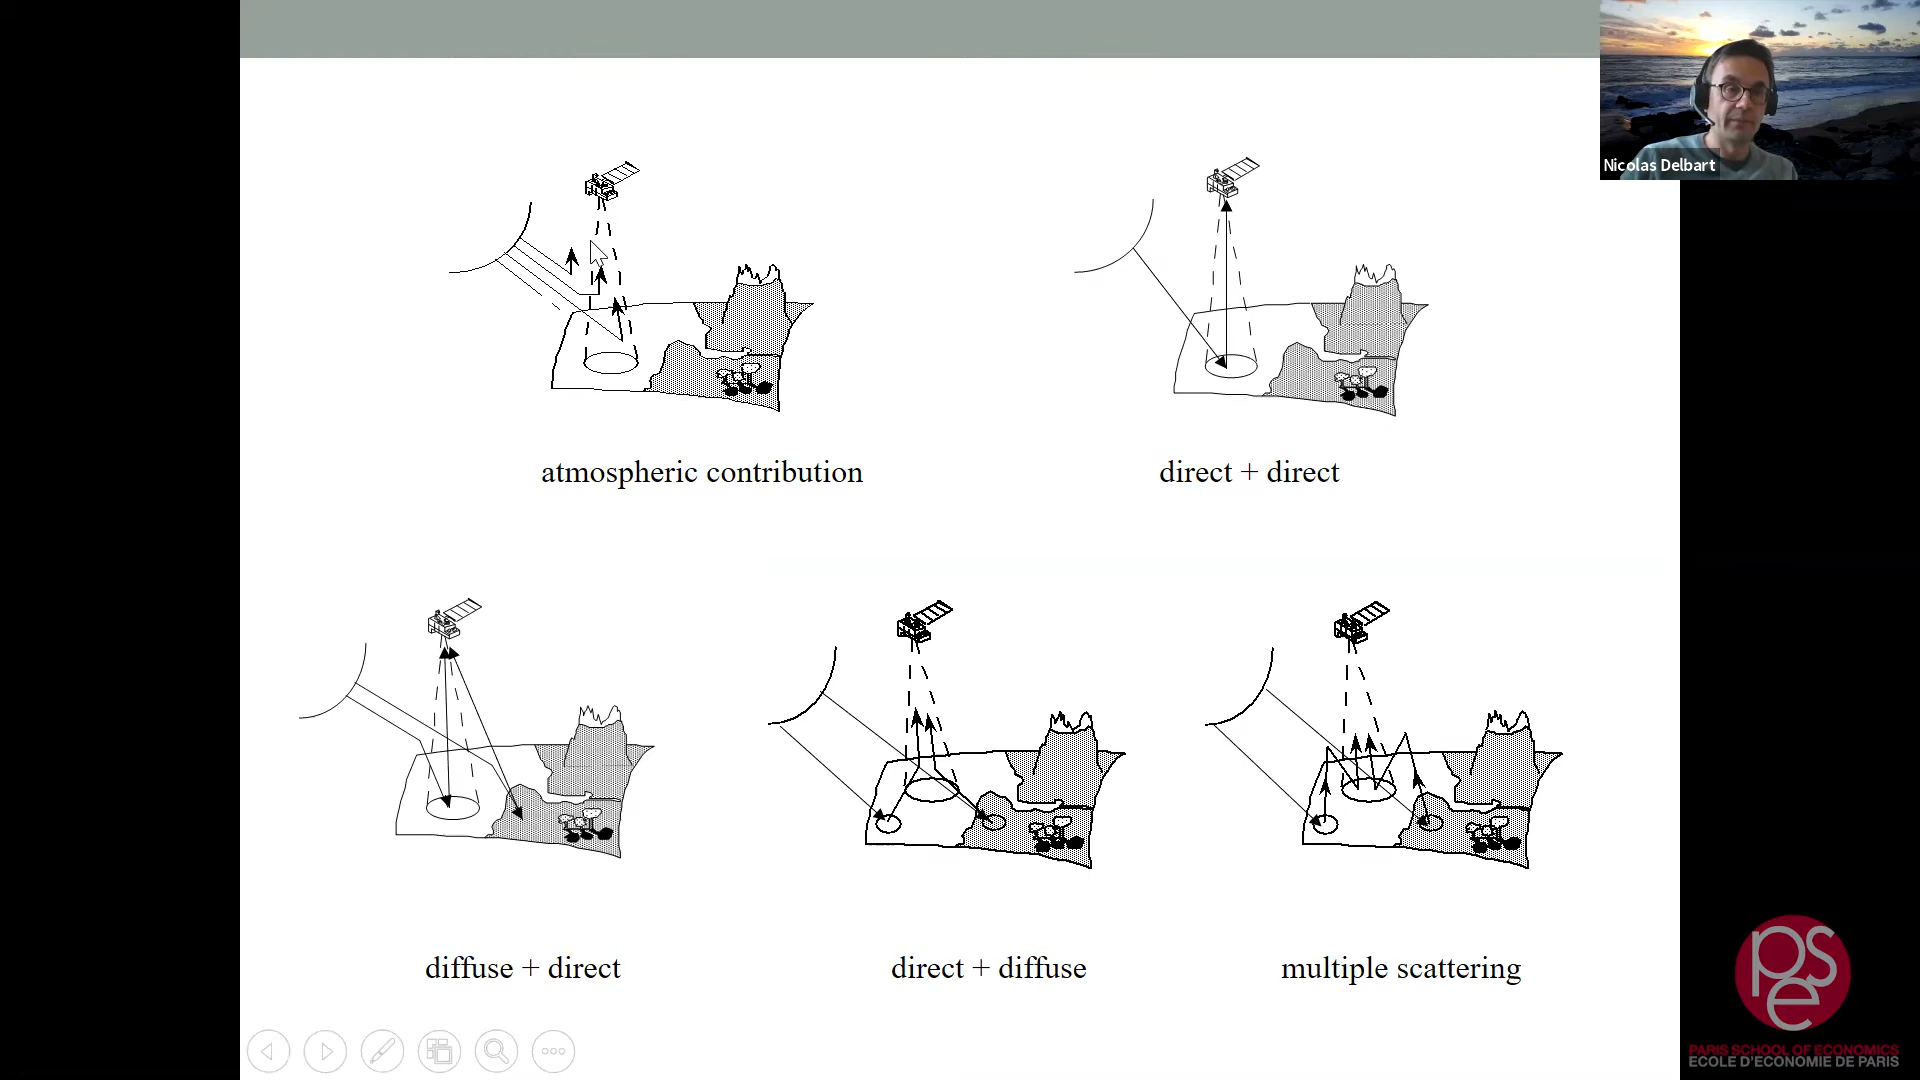 Nicolas Delbart
atmospheric contribution
direct + direct
diffuse + direct
direct + diffuse
multiple scattering
pse
PARIS SCHOOL OF ECONOMICS
ECOLE D'ECONOMIE DE PARIS